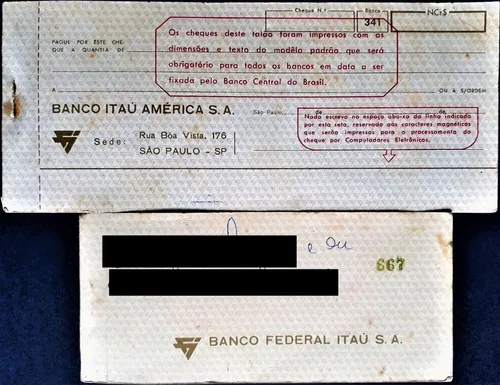 Cheque N.º Banco NCr$
341
Os cheques deste talão foram impressos com as
PAGUE POR ÊSTE CHE-
QUE A QUANTIA DE
dimensões e texto do modêlo padrão que será
obrigatório para todos os bancos em data a ser
fixada pelo Banco Central do Brasil.
A OU À S/ORDEM
BANCO ITAÚ AMÉRICA S. A.
São Paulo, de de
Sede: Rua Bôa Vista, 176
SÃO PAULO - SP
Nada escreva no espaço abaixo da linha indicada
por esta seta, reservado aos caracteres magnéticos
que serão impressos para o processamento do
cheque por Computadores Eletrônicos.
e ou
667
BANCO FEDERAL ITAÚ S. A.